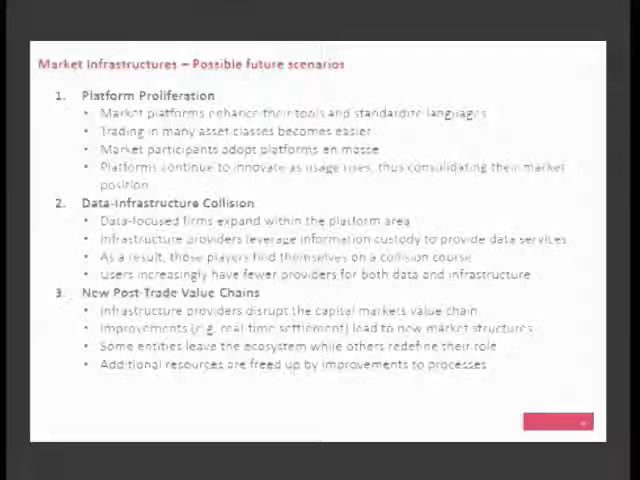 Market Infrastructures – Possible future scenarios
1. Platform Proliferation
• Market platforms enhance their tools and standardize languages
• Trading in many asset classes becomes easier
• Market participants adopt platforms en masse
• Platforms continue to innovate as usage rises, thus consolidating their market
position
2. Data-Infrastructure Collision
• Data-focused firms expand within the platform area
• Infrastructure providers leverage information custody to provide data services
• As a result, those players find themselves on a collision course
• Users increasingly have fewer providers for both data and infrastructure
3. New Post-Trade Value Chains
• Infrastructure providers disrupt the capital markets value chain
• Improvements (e.g. real-time settlement) lead to new market structures
• Some entities leave the ecosystem while others redefine their role
• Additional resources are freed up by improvements to processes